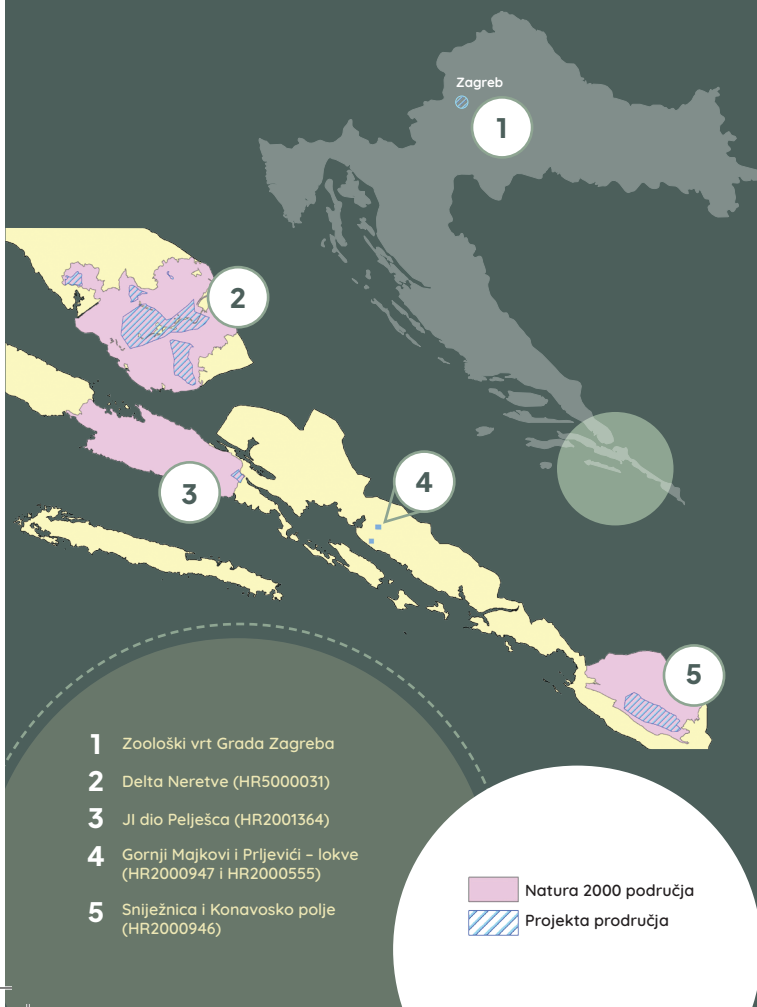 Zagreb
1
2
3
4
5
1 Zoološki vrt Grada Zagreba
2 Delta Neretve (HR5000031)
3 JI dio Pelješca (HR2001364)
4 Gornji Majkovi i Prljevići – lokve
(HR2000947 i HR2000555)
5 Sniježnica i Konavosko polje
(HR2000946)
Natura 2000 područja
Projekta prodručja